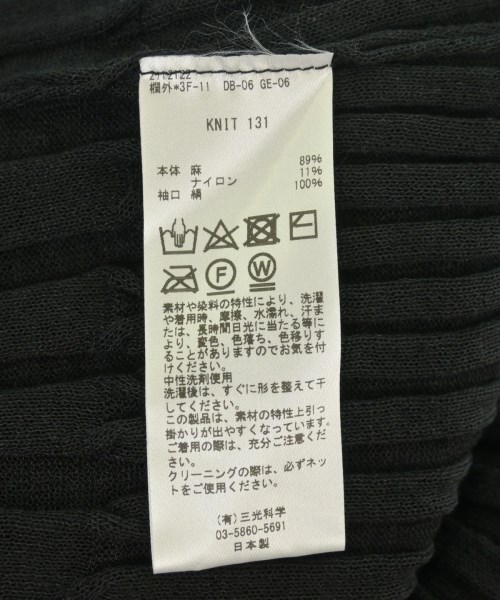 欄外*3F-11 DB-06 GE-06
KNIT 131
本体 麻 89%
ナイロン 11%
袖口 絹 100%
F W
素材や染料の特性により、洗濯
や着用時、摩擦、水濡れ、汗ま
たは、長時間日光に当たる等に
より、変色、色落ち、色移りす
ることがありますのでお気を付
けください。
中性洗剤使用
洗濯後は、すぐに形を整えて干
してください。
この製品は、素材の特性上引っ
掛かりが出やすくなっています。
ご着用の際は、充分ご注意くだ
さい。
クリーニングの際は、必ずネッ
トをご使用ください。
(有)三光科学
03-5860-5691
日本製